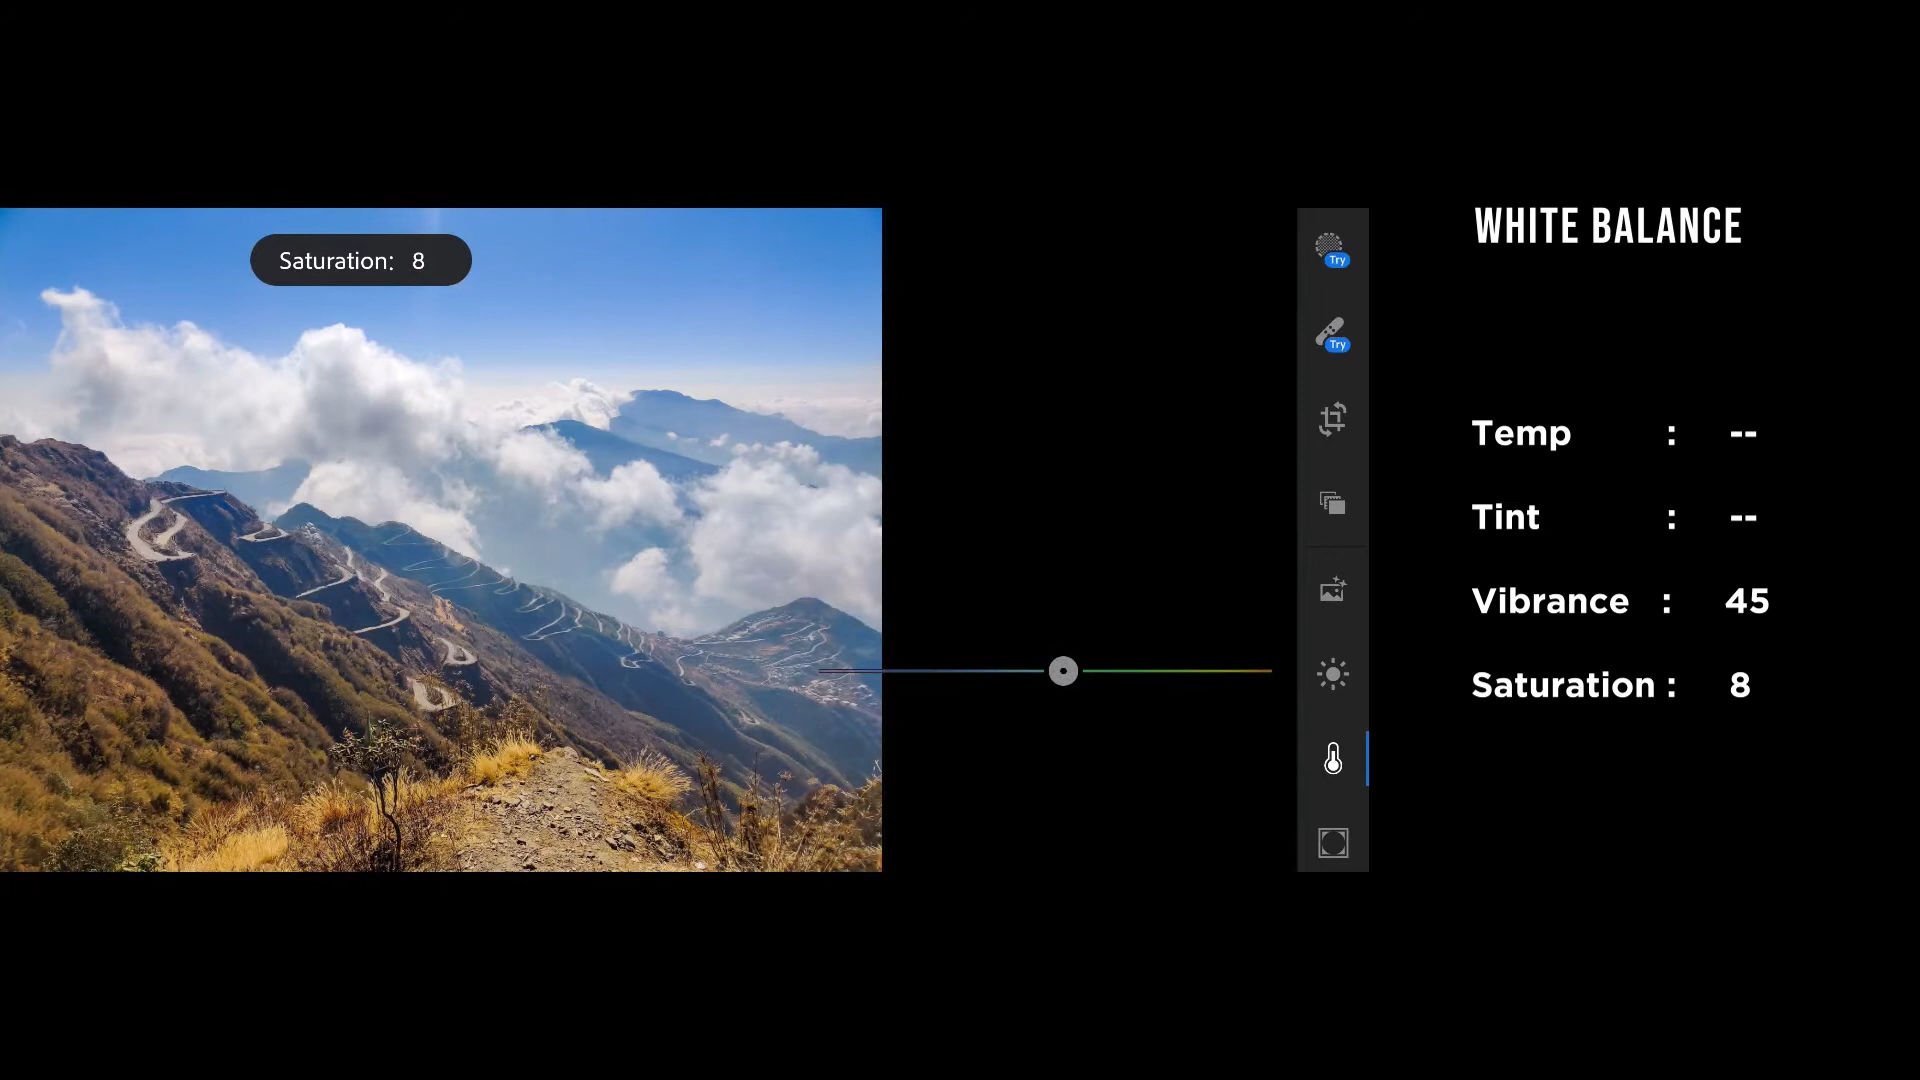 Saturation: 8
Try
Try
WHITE BALANCE
Temp : --
Tint : --
Vibrance : 45
Saturation : 8